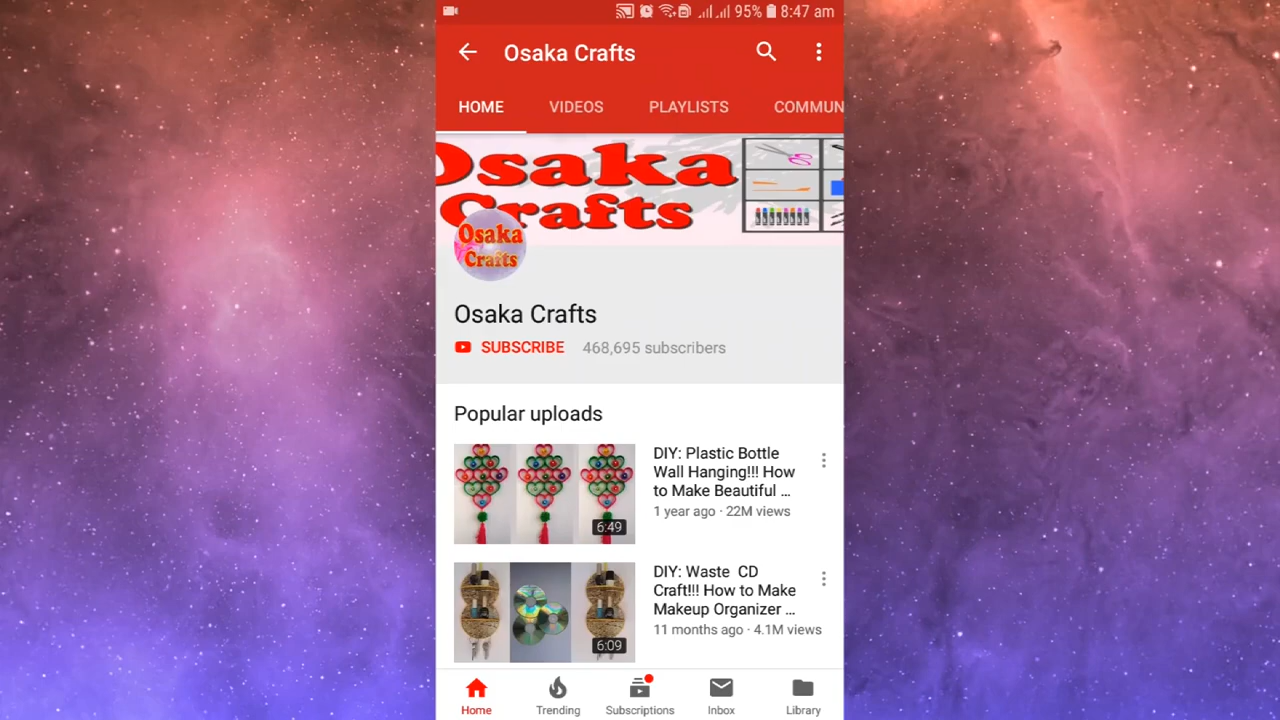 95% 8:47 am
Osaka Crafts
HOME VIDEOS PLAYLISTS COMMUN
Osaka
Crafts
Osaka
Crafts
Osaka Crafts
SUBSCRIBE 468,695 subscribers
Popular uploads
DIY: Plastic Bottle
Wall Hanging!!! How
to Make Beautiful ...
1 year ago · 22M views
6:49
DIY: Waste CD
Craft!!! How to Make
Makeup Organizer ...
11 months ago · 4.1M views
6:09
Home Trending Subscriptions Inbox Library